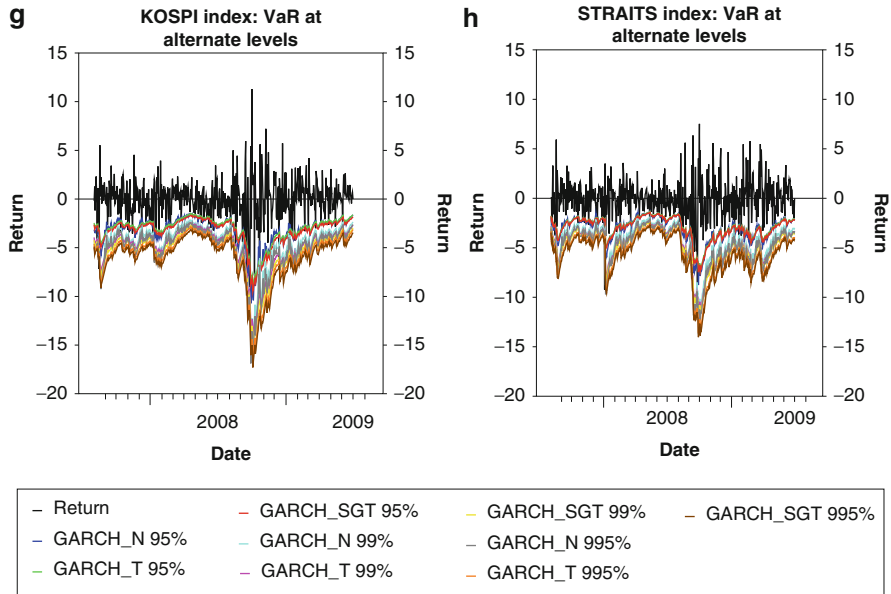 g
KOSPI index: VaR at
alternate levels
15
10
5
0
−5
−10
−15
−20
Return
15
10
5
0
−5
−10
−15
−20
Return
2008
2009
Date
h
STRAITS index: VaR at
alternate levels
15
10
5
0
−5
−10
−15
−20
Return
15
10
5
0
−5
−10
−15
−20
Return
2008
2009
Date
Return
GARCH_N 95%
GARCH_T 95%
GARCH_SGT 95%
GARCH_N 99%
GARCH_T 99%
GARCH_SGT 99%
GARCH_N 995%
GARCH_T 995%
GARCH_SGT 995%